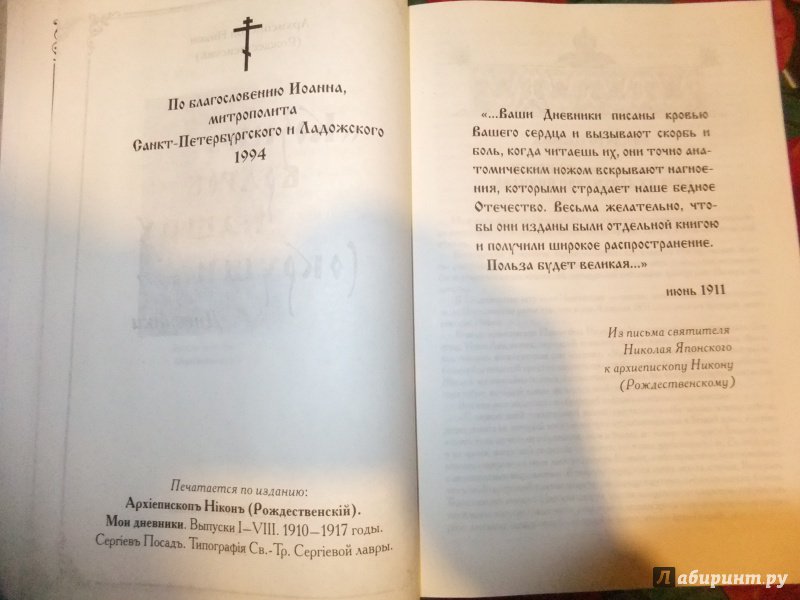 По благословению Иоанна,
митрополита
Санкт-Петербургского и Ладожского
1994
Печатается по изданию:
Архіепископъ Никонъ (Рождественскій).
Мои дневники. Выпуски I—VIII. 1910—1917 годы.
Сергіевъ Посадъ. Типографія Св.-Тр. Сергіевой лавры.
«...Ваши Дневники писаны кровью
Вашего сердца и вызывают скорбь и
боль, когда читаешь их, они точно ана-
томическим ножом вскрывают нагное-
ения, которыми страдает наше бедное
Отечество. Весьма желательно, что-
бы они изданы были отдельной книгою
и получили широкое распространение.
Польза будет великая...»
июнь 1911
Из письма святителя
Николая Японского
к архиепископу Никону
(Рождественскому)
Лабиринт.ру